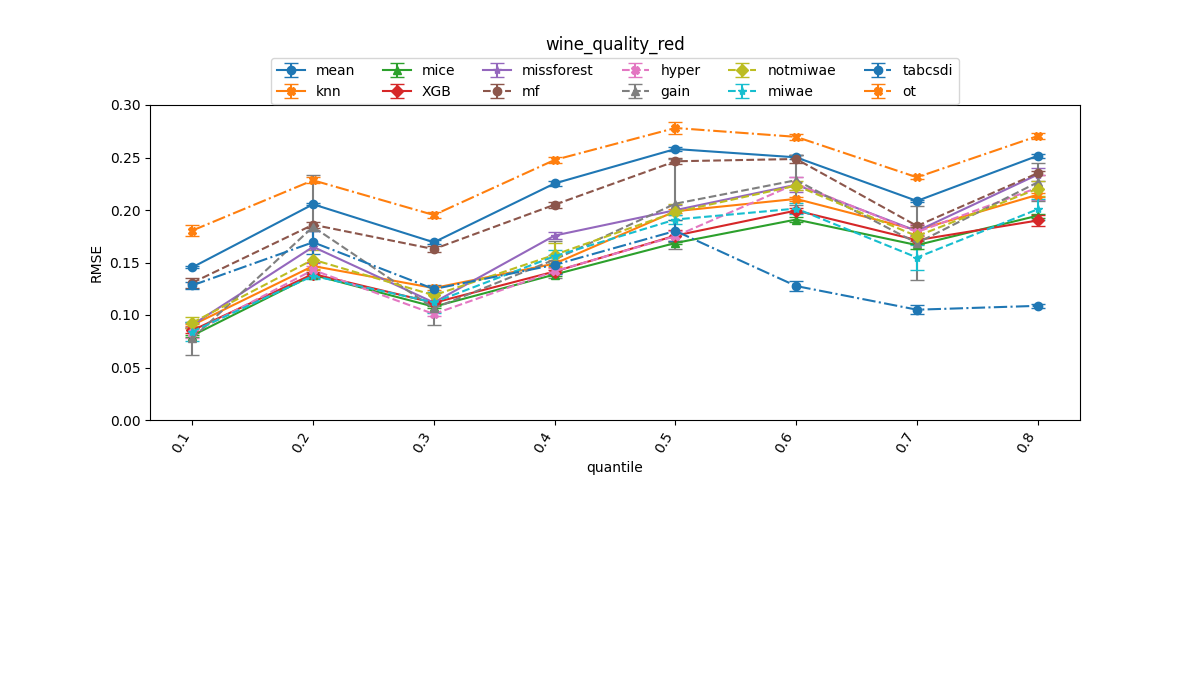 wine_quality_red
mean mice missforest hyper notmiwae tabcsdi
knn XGB mf gain miwae ot
0.30
0.25
0.20
0.15
0.10
0.05
0.00
RMSE
0.1 0.2 0.3 0.4 0.5 0.6 0.7 0.8
quantile